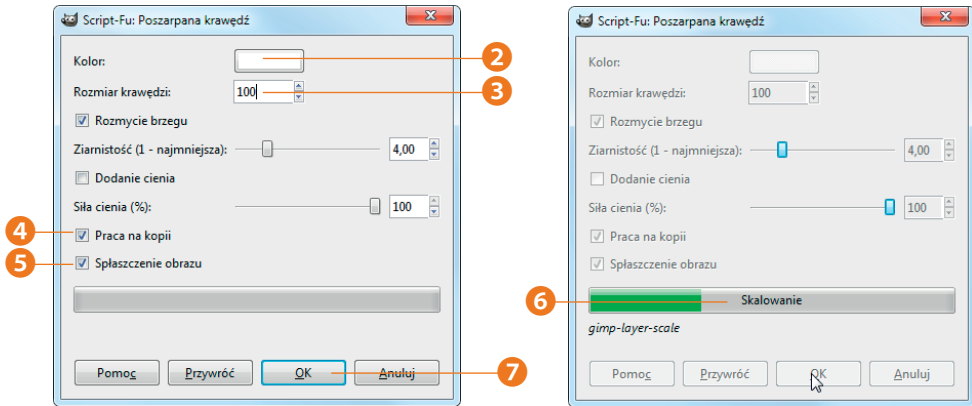 Script-Fu: Poszarpana krawędź
Kolor:
2
Rozmiar krawędzi:
100
3
Rozmycie brzegu
Ziarnistość (1 - najmniejsza):
4,00
Dodanie cienia
Siła cienia (%):
100
4
Praca na kopii
5
Spłaszczenie obrazu
Pomoc
Przywróć
OK
Anuluj
7
Script-Fu: Poszarpana krawędź
Kolor:
Rozmiar krawędzi:
100
Rozmycie brzegu
Ziarnistość (1 - najmniejsza):
4,00
Dodanie cienia
Siła cienia (%):
100
Praca na kopii
Spłaszczenie obrazu
6
Skalowanie
gimp-layer-scale
Pomoc
Przywróć
OK
Anuluj